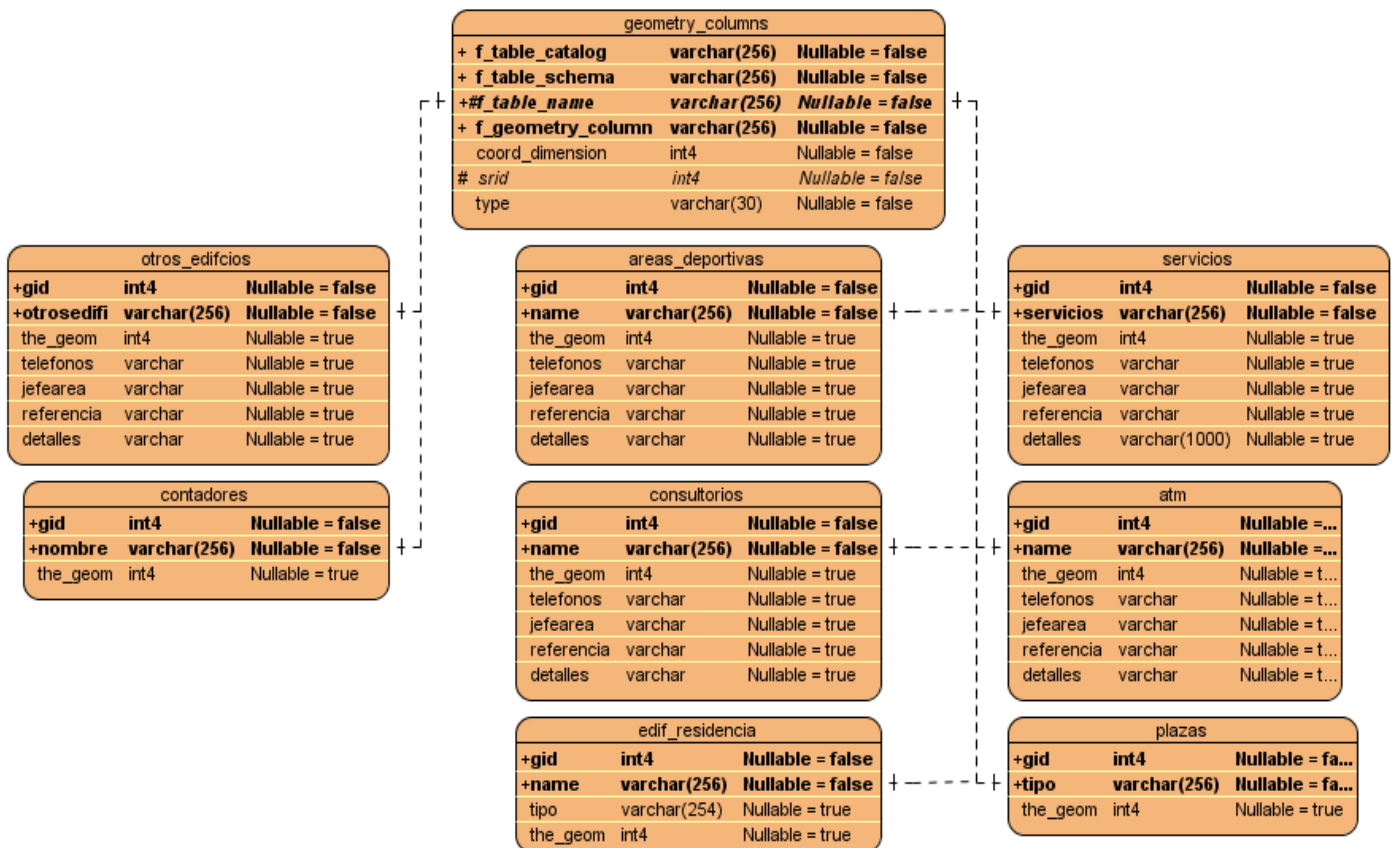 geometry_columns
+ f_table_catalog varchar(256) Nullable = false
+ f_table_schema varchar(256) Nullable = false
+#f_table_name varchar(256) Nullable = false
+ f_geometry_column varchar(256) Nullable = false
coord_dimension int4 Nullable = false
# srid int4 Nullable = false
type varchar(30) Nullable = false
otros_edifcios
+gid int4 Nullable = false
+otrosedifi varchar(256) Nullable = false
the_geom int4 Nullable = true
telefonos varchar Nullable = true
jefearea varchar Nullable = true
referencia varchar Nullable = true
detalles varchar Nullable = true
areas_deportivas
+gid int4 Nullable = false
+name varchar(256) Nullable = false
the_geom int4 Nullable = true
telefonos varchar Nullable = true
jefearea varchar Nullable = true
referencia varchar Nullable = true
detalles varchar Nullable = true
servicios
+gid int4 Nullable = false
+servicios varchar(256) Nullable = false
the_geom int4 Nullable = true
telefonos varchar Nullable = true
jefearea varchar Nullable = true
referencia varchar Nullable = true
detalles varchar(1000) Nullable = true
contadores
+gid int4 Nullable = false
+nombre varchar(256) Nullable = false
the_geom int4 Nullable = true
consultorios
+gid int4 Nullable = false
+name varchar(256) Nullable = false
the_geom int4 Nullable = true
telefonos varchar Nullable = true
jefearea varchar Nullable = true
referencia varchar Nullable = true
detalles varchar Nullable = true
atm
+gid int4 Nullable =...
+name varchar(256) Nullable =...
the_geom int4 Nullable = t...
telefonos varchar Nullable = t...
jefearea varchar Nullable = t...
referencia varchar Nullable = t...
detalles varchar Nullable = t...
edif_residencia
+gid int4 Nullable = false
+name varchar(256) Nullable = false
tipo varchar(254) Nullable = true
the_geom int4 Nullable = true
plazas
+gid int4 Nullable = fa...
+tipo varchar(256) Nullable = fa...
the_geom int4 Nullable = true